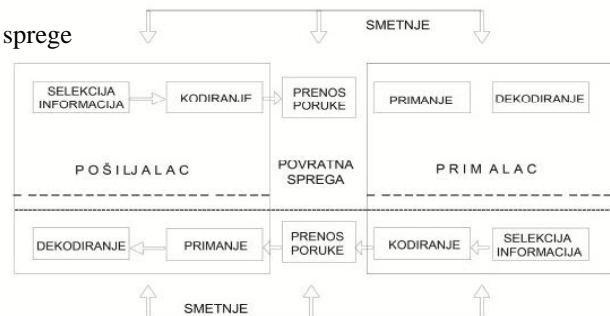 sprege
SMETNJE
SELEKCIJA
INFORMACIJA
KODIRANJE
PRENOS
PORUKE
PRIMANJE
DEKODIRANJE
POŠILJALAC
POVRATNA
SPREGA
PRIMALAC
DEKODIRANJE
PRIMANJE
PRENOS
PORUKE
KODIRANJE
SELEKCIJA
INFORMACIJA
SMETNJE